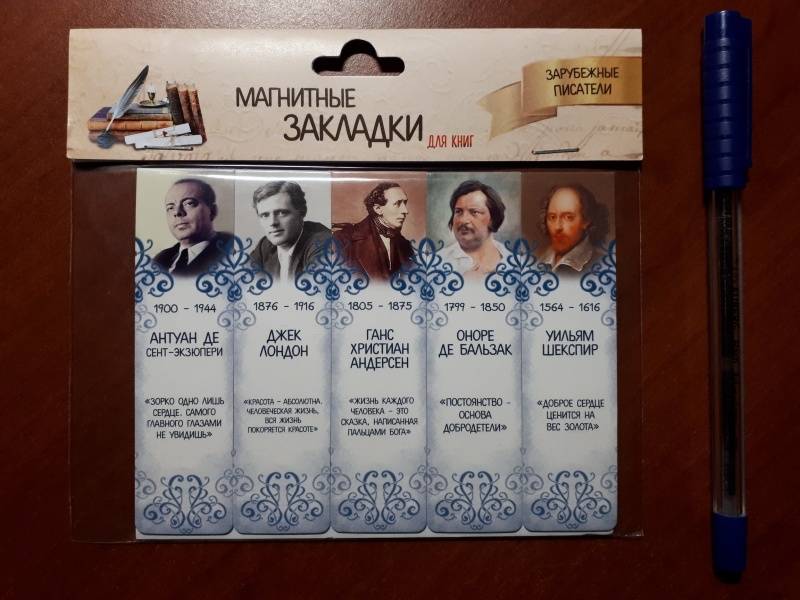 МАГНИТНЫЕ
ЗАКЛАДКИ
ДЛЯ КНИГ
ЗАРУБЕЖНЫЕ
ПИСАТЕЛИ
1900 - 1944
АНТУАН ДЕ
СЕНТ-ЭКЗЮПЕРИ
«ЗОРКО ОДНО ЛИШЬ
СЕРДЦЕ. САМОГО
ГЛАВНОГО ГЛАЗАМИ
НЕ УВИДИШЬ»
1876 - 1916
ДЖЕК
ЛОНДОН
«КРАСОТА - АБСОЛЮТНА.
ЧЕЛОВЕЧЕСКАЯ ЖИЗНЬ,
ВСЯ ЖИЗНЬ
ПОКОРЯЕТСЯ КРАСОТЕ»
1805 - 1875
ГАНС
ХРИСТИАН
АНДЕРСЕН
«ЖИЗНЬ КАЖДОГО
ЧЕЛОВЕКА - ЭТО
СКАЗКА, НАПИСАННАЯ
ПАЛЬЦАМИ БОГА»
1799 - 1850
ОНОРЕ
ДЕ БАЛЬЗАК
«ПОСТОЯНСТВО -
ОСНОВА
ДОБРОДЕТЕЛИ»
1564 - 1616
УИЛЬЯМ
ШЕКСПИР
«ДОБРОЕ СЕРДЦЕ
ЦЕНИТСЯ НА
ВЕС ЗОЛОТА»